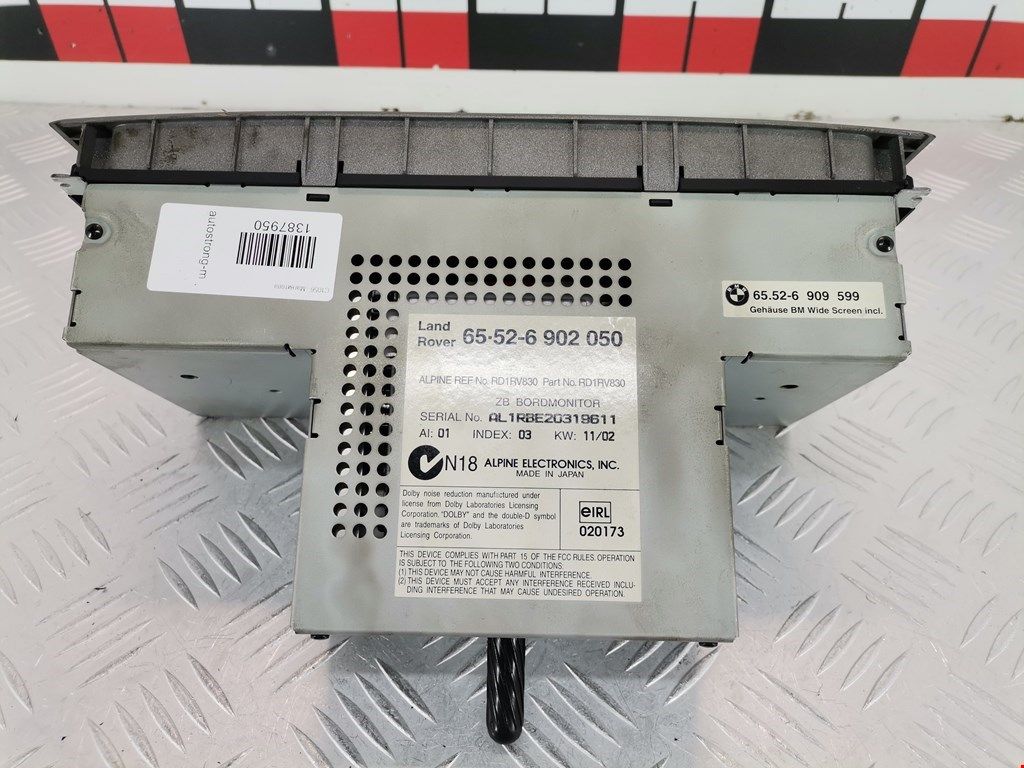 1387950
autostrong-m
BMW
65.52-6 909 599
Gehäuse BM Wide Screen incl.
Land Rover 65·52-6 902 050
ALPINE REF No. RD1RV830 Part No. RD1RV830
ZB BORDMONITOR
SERIAL No. AL1RBE20319611
AI: 01 INDEX: 03 KW: 11/02
N18 ALPINE ELECTRONICS, INC.
MADE IN JAPAN
Dolby noise reduction manufactured under
license from Dolby Laboratories Licensing
Corporation. "DOLBY" and the double-D symbol
are trademarks of Dolby Laboratories
Licensing Corporation.
eIRL
020173
THIS DEVICE COMPLIES WITH PART 15 OF THE FCC RULES. OPERATION
IS SUBJECT TO THE FOLLOWING TWO CONDITIONS.
(1) THIS DEVICE MAY NOT CAUSE HARMFUL INTERFERENCE.
(2) THIS DEVICE MUST ACCEPT ANY INTERFERENCE RECEIVED INCLU-
DING INTERFERENCE THAT MAY CAUSE UNDESIRED OPERATION.